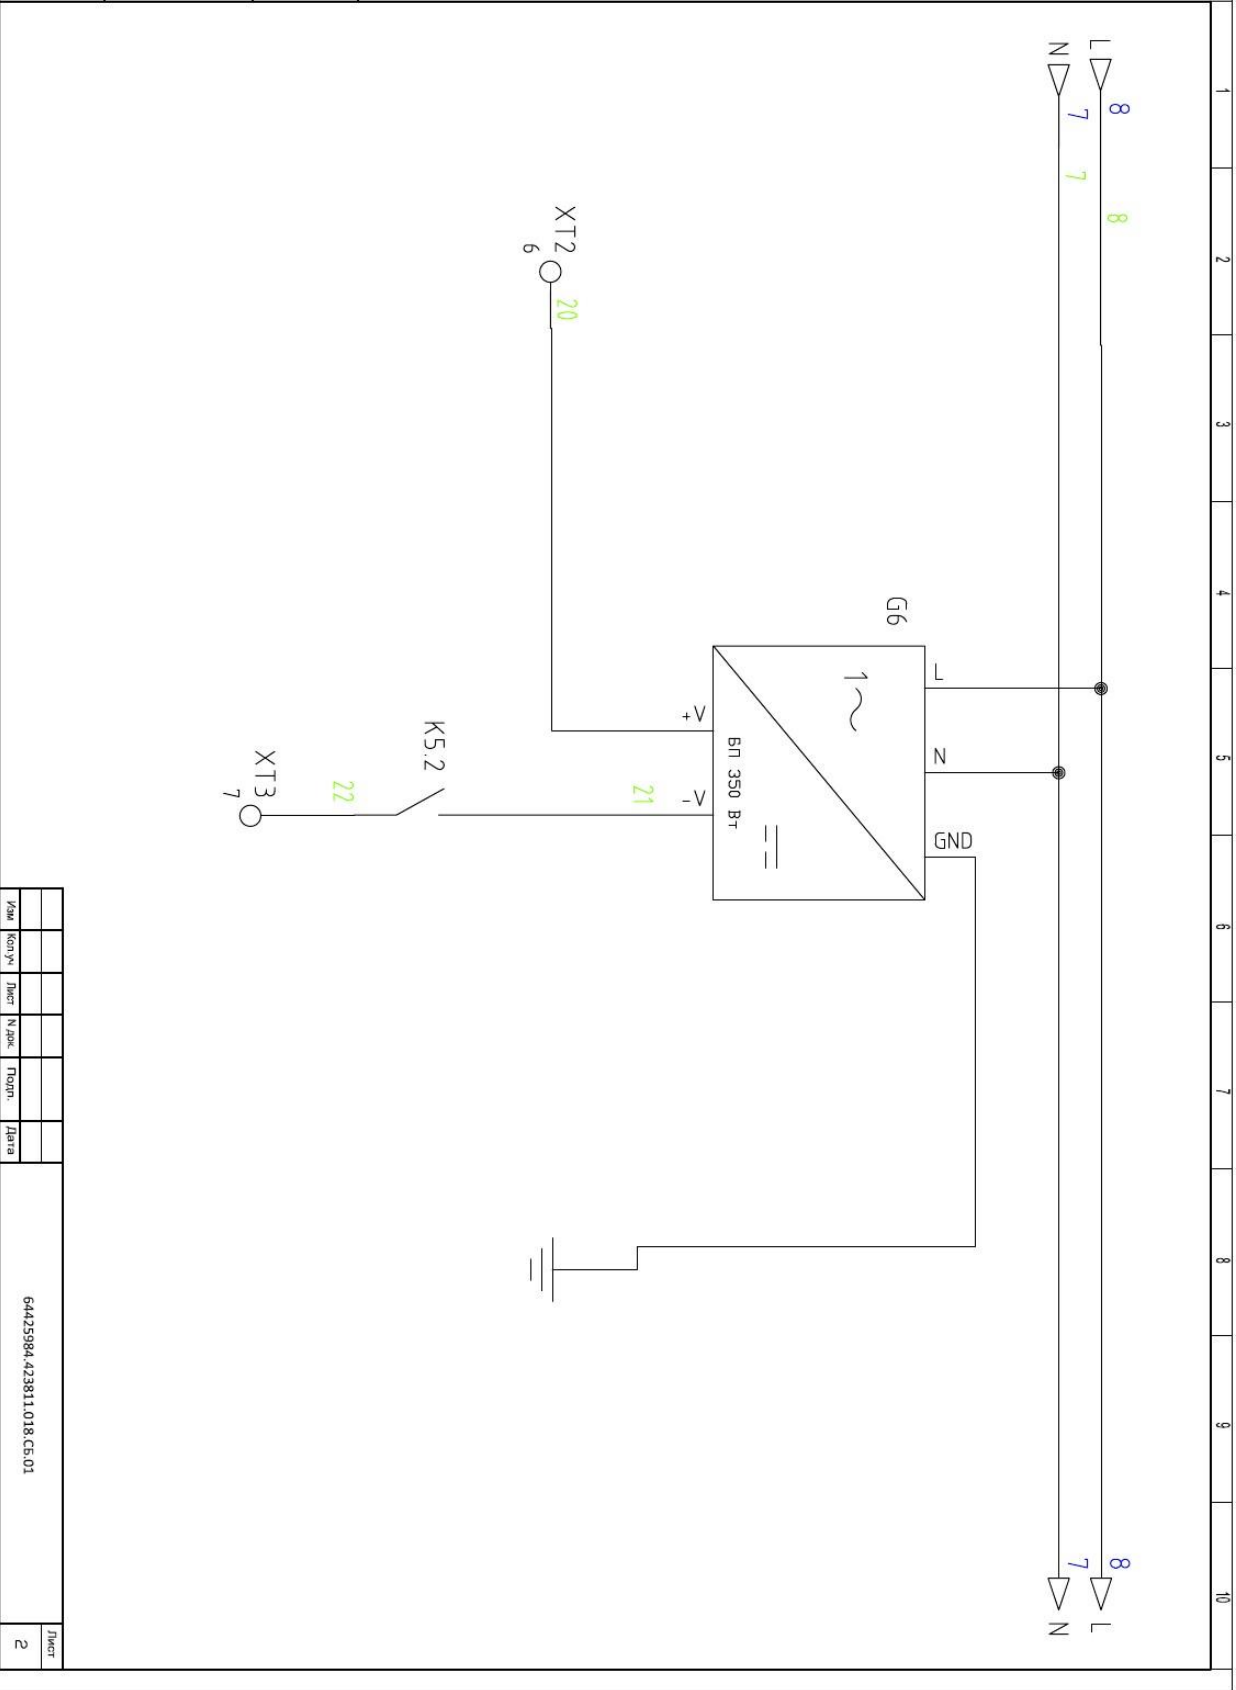 1 2 3 4 5 6 7 8 9 10
L 8 8 8 L
N 7 7 7 N
G6
L N GND
1~
БП 350 Вт
V+ V-
XT2
6
20
21
K5.2
22
XT3
7
Изм Кол.уч Лист N док. Подп. Дата
64425984.423811.018.СБ.01
Лист
2